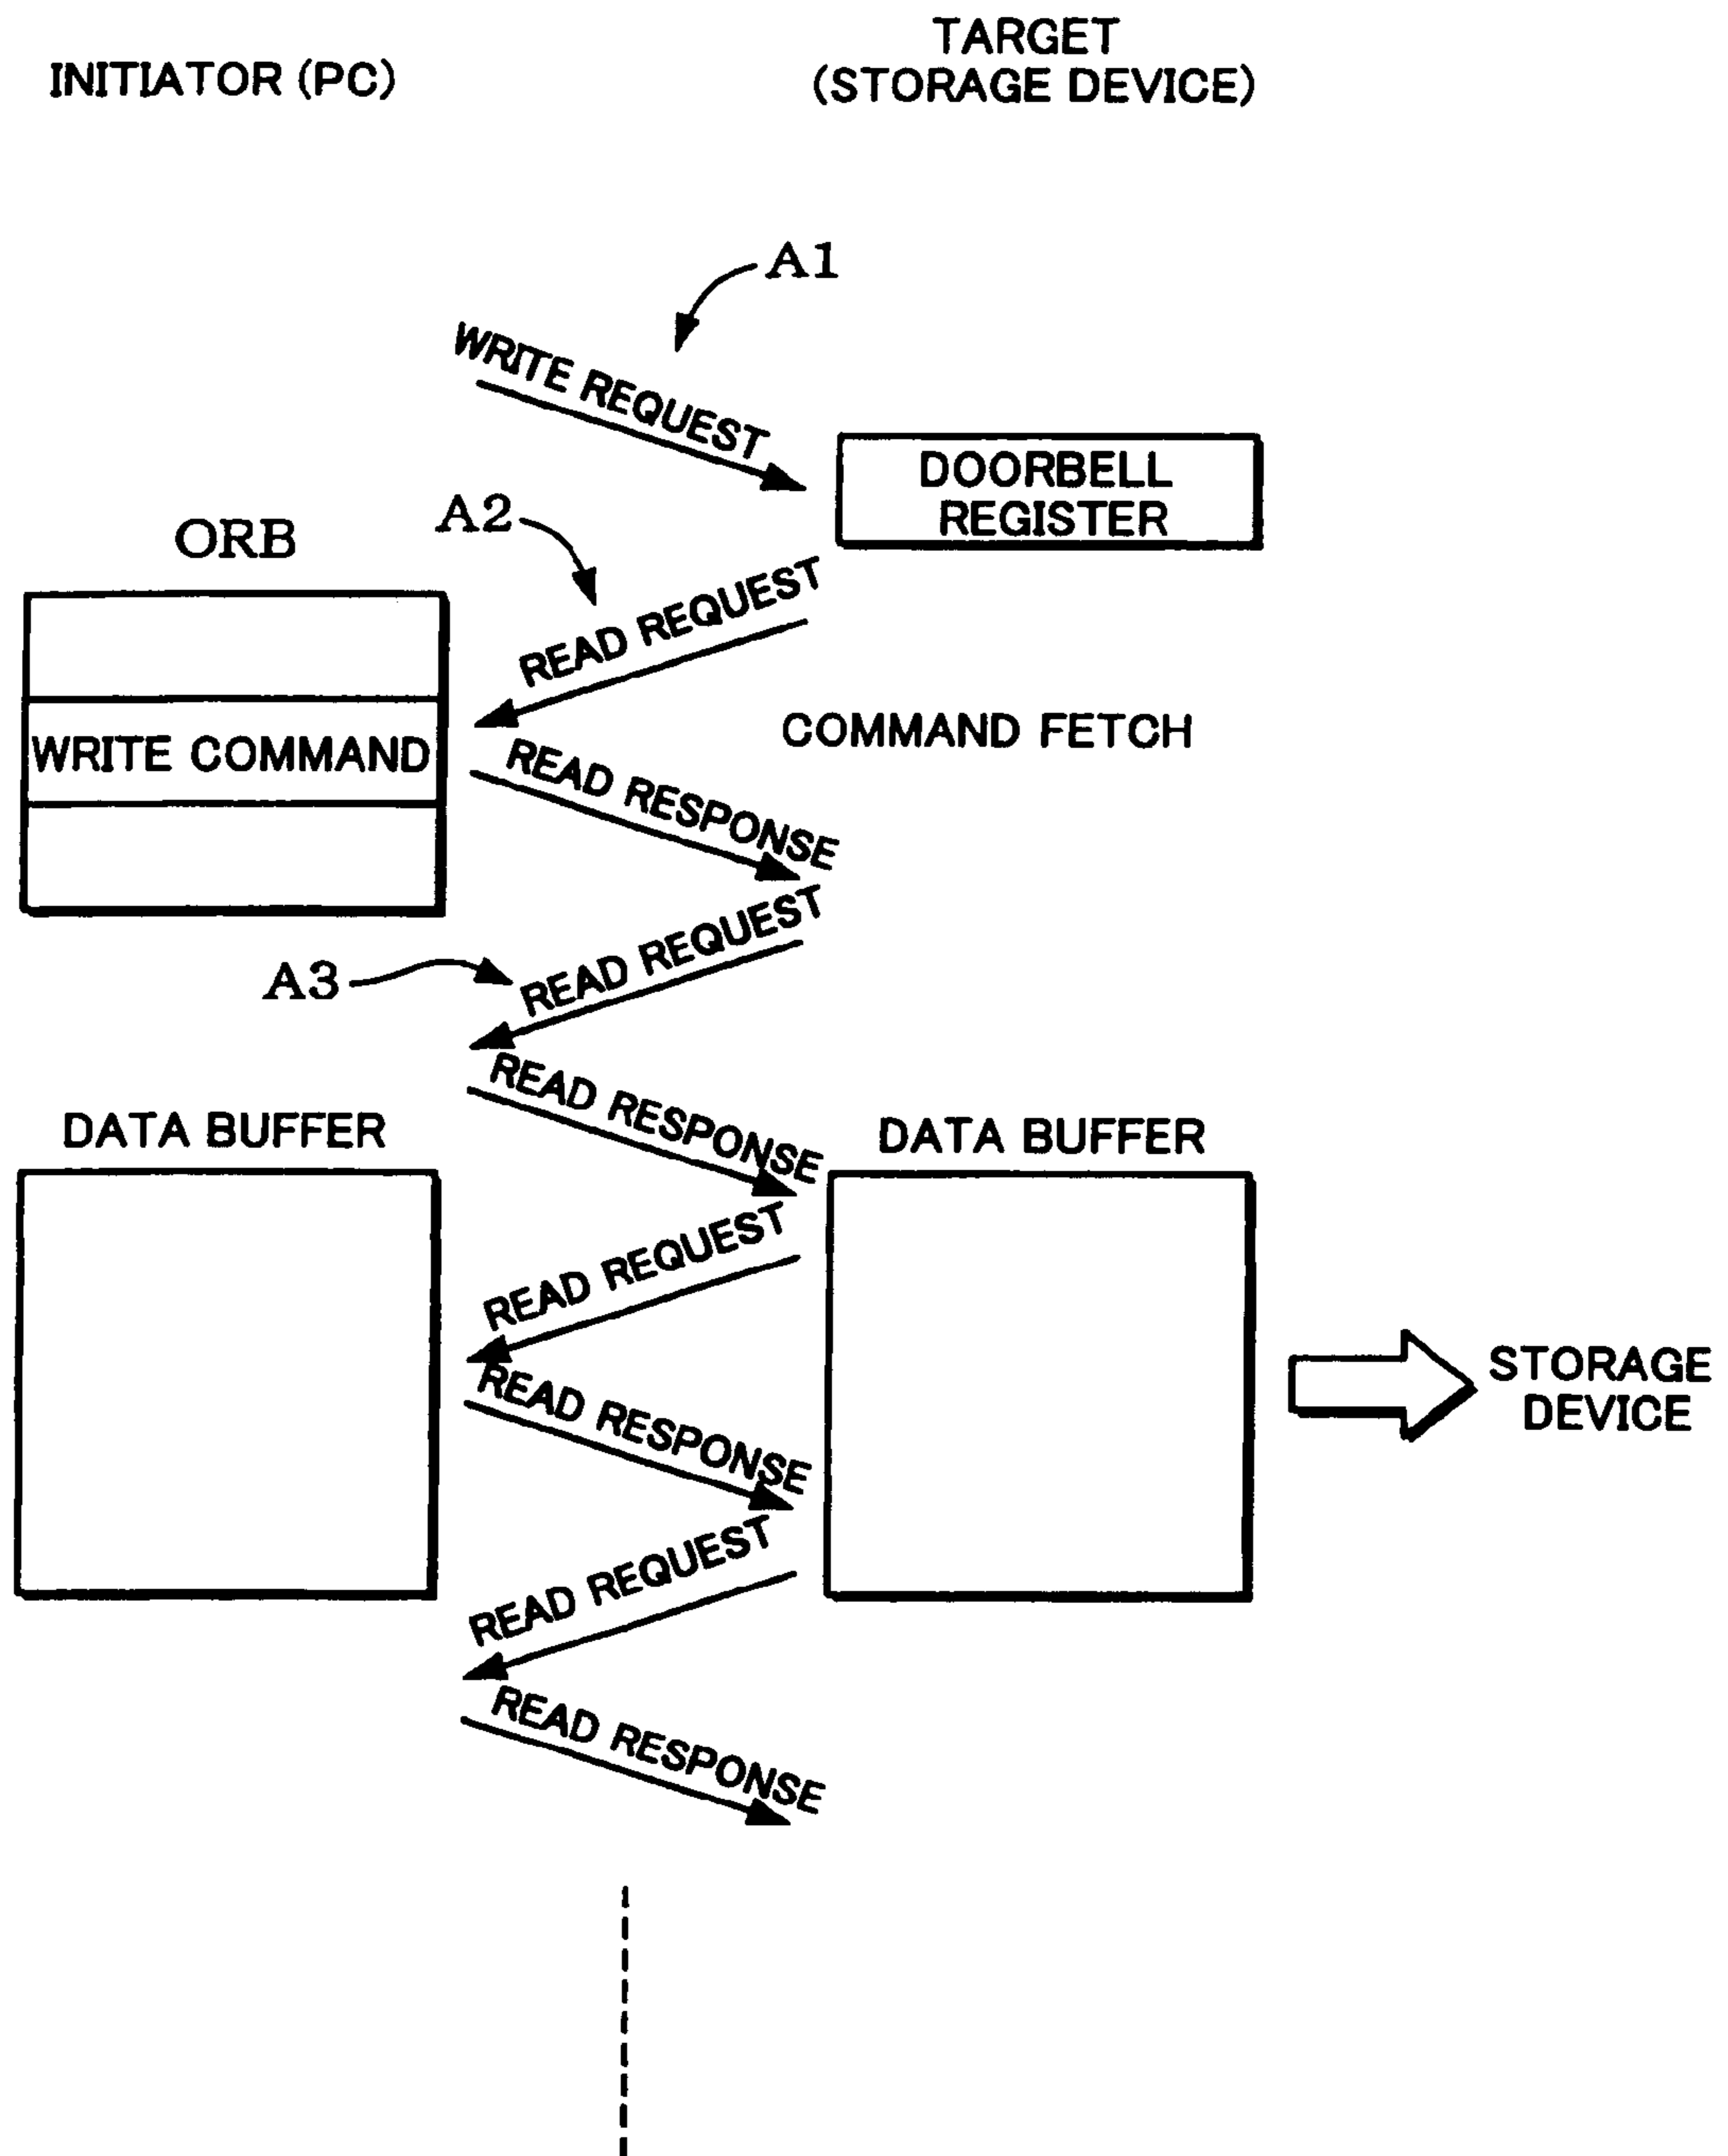 INITIATOR (PC)
TARGET
(STORAGE DEVICE)
A1
WRITE REQUEST
DOORBELL
REGISTER
A2
ORB
READ REQUEST
WRITE COMMAND
COMMAND FETCH
READ RESPONSE
READ REQUEST
A3
READ RESPONSE
DATA BUFFER
DATA BUFFER
READ REQUEST
READ RESPONSE
STORAGE
DEVICE
READ REQUEST
READ RESPONSE